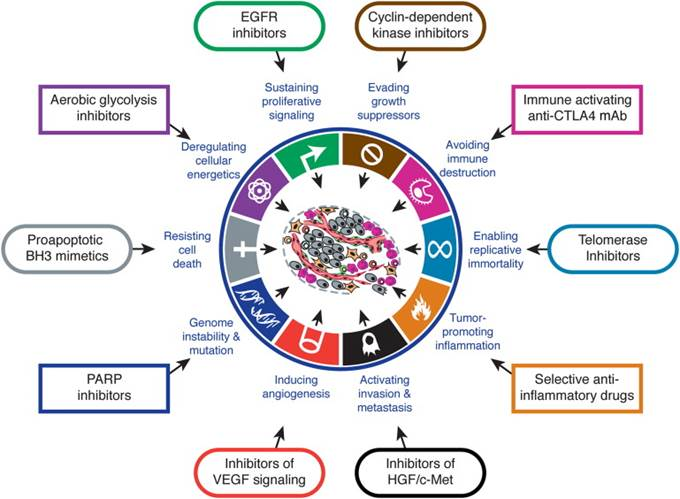 EGFR
inhibitors
Cyclin-dependent
kinase inhibitors
Sustaining
proliferative
signaling
Evading
growth
suppressors
Aerobic glycolysis
inhibitors
Immune activating
anti-CTLA4 mAb
Deregulating
cellular
energetics
Avoiding
immune
destruction
Proapoptotic
BH3 mimetics
Resisting
cell
death
Enabling
replicative
immortality
Telomerase
Inhibitors
Genome
instability &
mutation
Tumor-
promoting
inflammation
PARP
inhibitors
Inducing
angiogenesis
Activating
invasion &
metastasis
Selective anti-
inflammatory drugs
Inhibitors of
VEGF signaling
Inhibitors of
HGF/c-Met